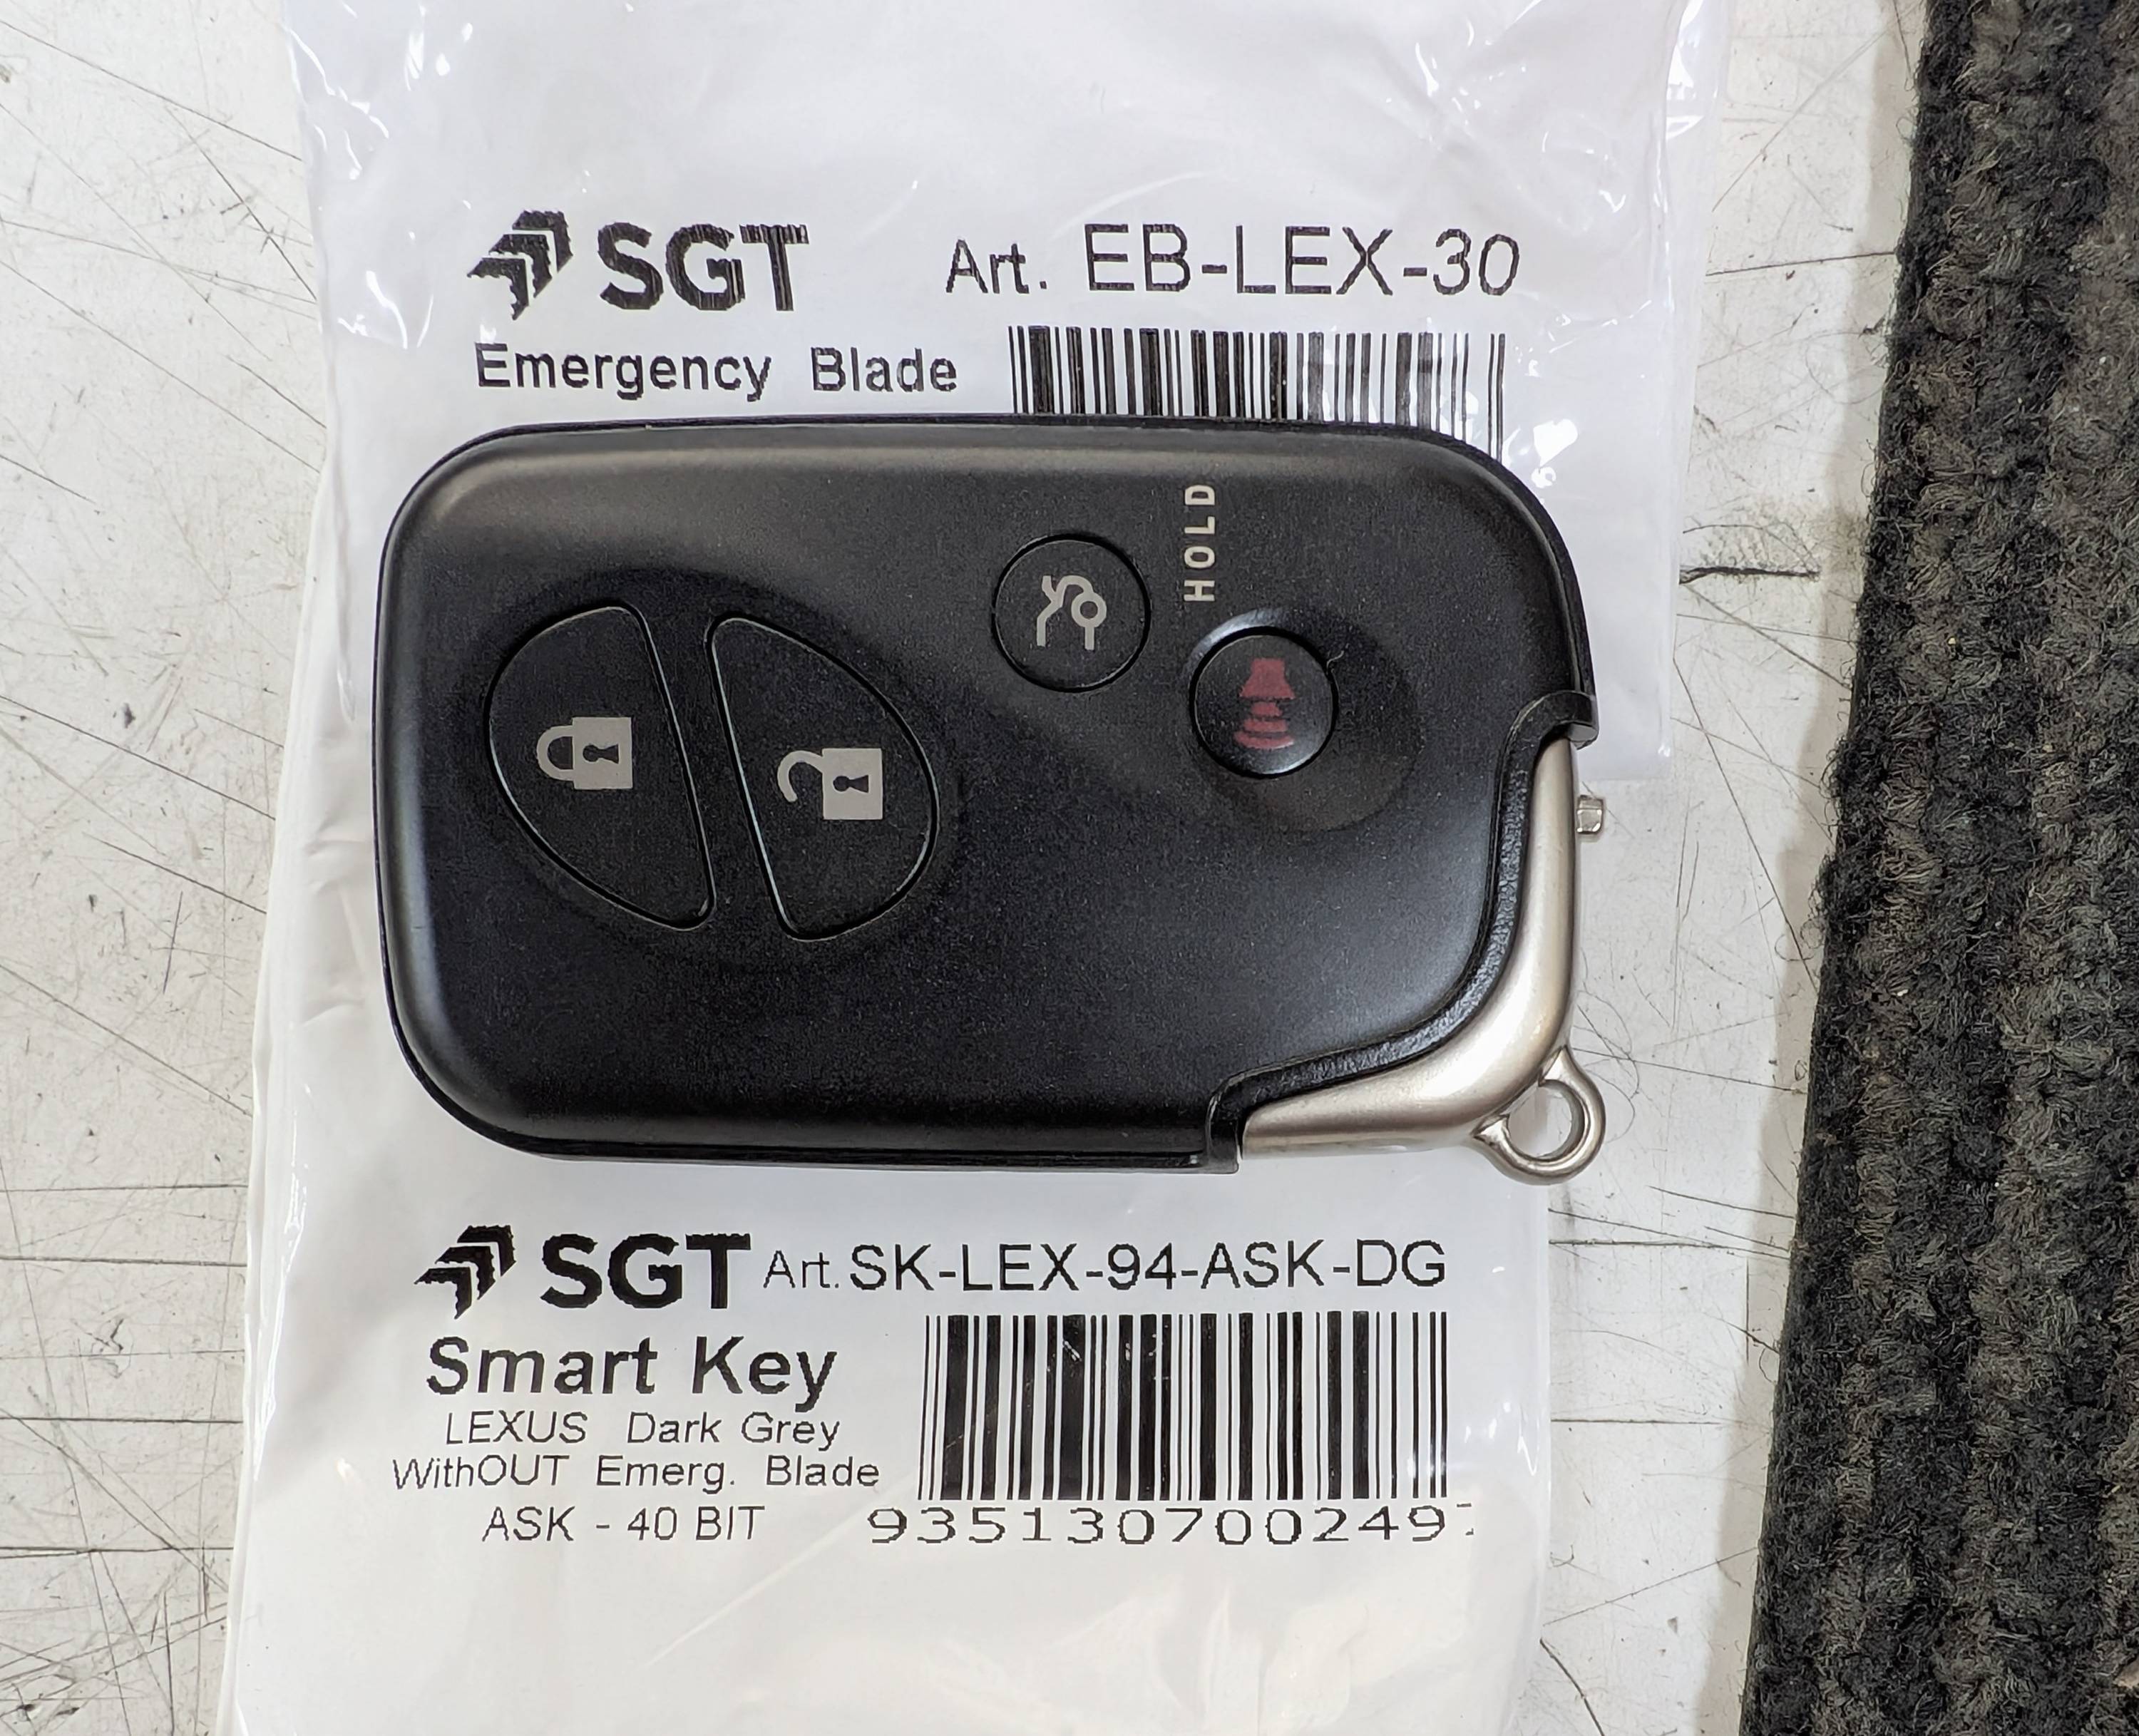 SGT Art. EB-LEX-30
Emergency Blade
HOLD
SGT Art. SK-LEX-94-ASK-DG
Smart Key
LEXUS Dark Grey
WithOUT Emerg. Blade
ASK - 40 BIT
935130700249